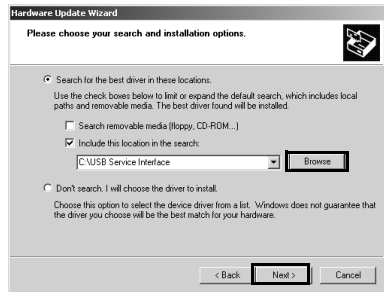 Hardware Update Wizard
Please choose your search and installation options.
Search for the best driver in these locations.
Use the check boxes below to limit or expand the default search, which includes local
paths and removable media. The best driver found will be installed.
Search removable media (floppy, CD-ROM...)
Include this location in the search:
C:\USB Service Interface
Browse
Don't search. I will choose the driver to install.
Choose this option to select the device driver from a list. Windows does not guarantee that
the driver you choose will be the best match for your hardware.
< Back
Next >
Cancel